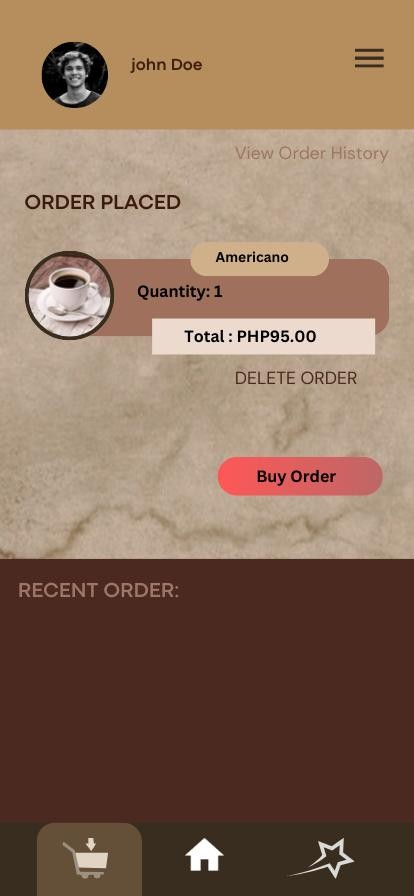 john Doe
View Order History
ORDER PLACED
Americano
Quantity: 1
Total : PHP95.00
DELETE ORDER
Buy Order
RECENT ORDER: